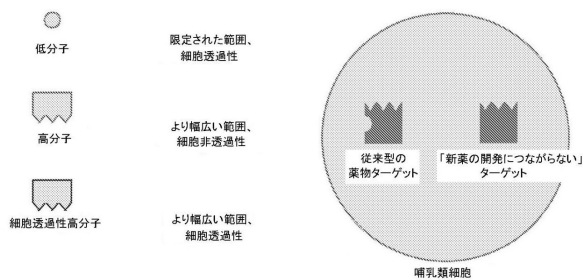 低分子
限定された範囲、
細胞透過性
高分子
より幅広い範囲、
細胞非透過性
細胞透過性高分子
より幅広い範囲、
細胞透過性
従来型の
薬物ターゲット
「新薬の開発につながらない」
ターゲット
哺乳類細胞